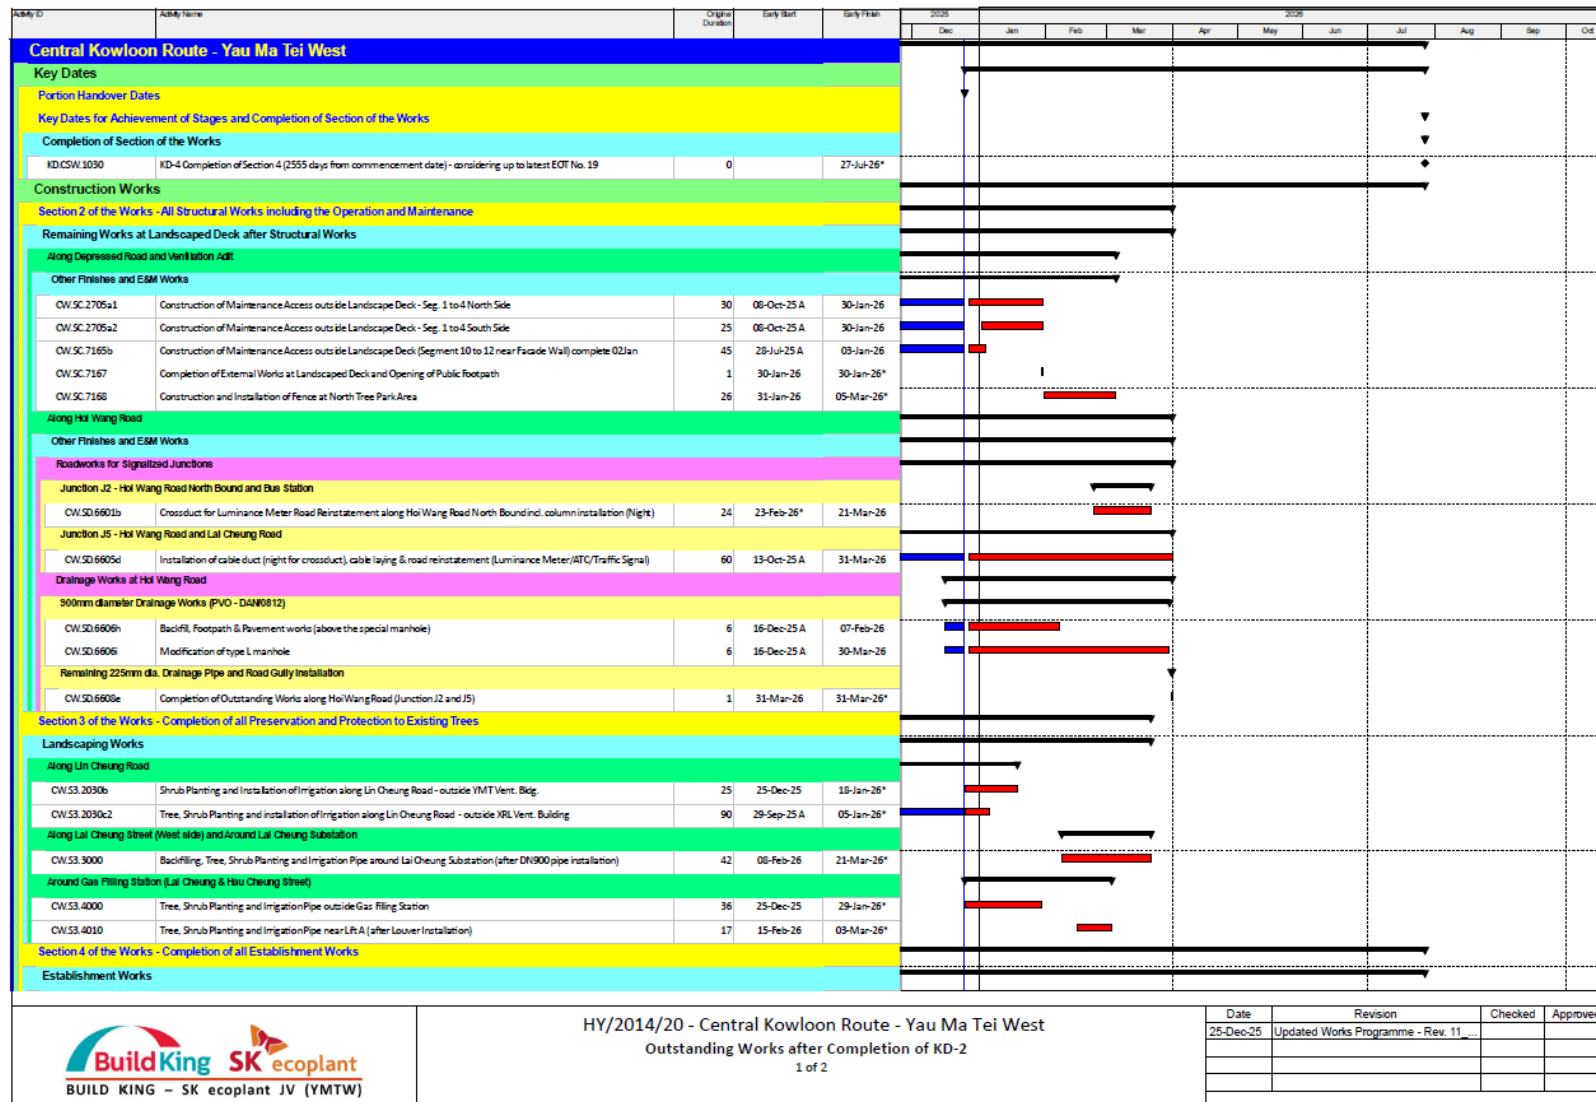 Activity ID Activity Name Original Duration Early Start Early Finish 2025 2026
Dec Jan Feb Mar Apr May Jun Jul Aug Sep Oct
Central Kowloon Route - Yau Ma Tei West
Key Dates
Portion Handover Dates
Key Dates for Achievement of Stages and Completion of Section of the Works
Completion of Section of the Works
KD.CSW.1030 KD-4 Completion of Section 4 (2555 days from commencement date) - considering up to latest EOT No. 19 0 27-Jul-26*
Construction Works
Section 2 of the Works - All Structural Works including the Operation and Maintenance
Remaining Works at Landscaped Deck after Structural Works
Along Depressed Road and Ventilation Adit
Other Finishes and E&M Works
CW.SC.2705a1 Construction of Maintenance Access outside Landscape Deck - Seg. 1 to 4 North Side 30 08-Oct-25 A 30-Jan-26
CW.SC.2705a2 Construction of Maintenance Access outside Landscape Deck - Seg. 1 to 4 South Side 25 08-Oct-25 A 30-Jan-26
CW.SC.7165b Construction of Maintenance Access outside Landscape Deck (Segment 10 to 12 near Facade Wall) complete 02Jan 45 28-Jul-25 A 03-Jan-26
CW.SC.7167 Completion of External Works at Landscaped Deck and Opening of Public Footpath 1 30-Jan-26 30-Jan-26*
CW.SC.7168 Construction and Installation of Fence at North Tree Park Area 26 31-Jan-26 05-Mar-26*
Along Hoi Wang Road
Other Finishes and E&M Works
Roadworks for Signalized Junctions
Junction J2 - Hoi Wang Road North Bound and Bus Station
CW.SD.6601b Crossduct for Luminance Meter Road Reinstatement along Hoi Wang Road North Bound incl. column installation (Night) 24 23-Feb-26* 21-Mar-26
Junction J5 - Hoi Wang Road and Lai Cheung Road
CW.SD.6605d Installation of cable duct (night for crossduct), cable laying & road reinstatement (Luminance Meter/ATC/Traffic Signal) 60 13-Oct-25 A 31-Mar-26
Drainage Works at Hoi Wang Road
900mm diameter Drainage Works (PVO - DAN/0812)
CW.SD.6606h Backfill, Footpath & Pavement works (above the special manhole) 6 16-Dec-25 A 07-Feb-26
CW.SD.6606i Modification of type L manhole 6 16-Dec-25 A 30-Mar-26
Remaining 225mm dia. Drainage Pipe and Road Gully Installation
CW.SD.6608e Completion of Outstanding Works along Hoi Wang Road (Junction J2 and J5) 1 31-Mar-26 31-Mar-26*
Section 3 of the Works - Completion of all Preservation and Protection to Existing Trees
Landscaping Works
Along Lin Cheung Road
CW.S3.2030b Shrub Planting and Installation of Irrigation along Lin Cheung Road - outside YMT Vent. Bldg. 25 25-Dec-25 18-Jan-26*
CW.S3.2030c2 Tree, Shrub Planting and installation of Irrigation along Lin Cheung Road - outside XRL Vent. Building 90 29-Sep-25 A 05-Jan-26*
Along Lai Cheung Street (West side) and Around Lai Cheung Substation
CW.S3.3000 Backfilling, Tree, Shrub Planting and Irrigation Pipe around Lai Cheung Substation (after DN900 pipe installation) 42 08-Feb-26 21-Mar-26*
Around Gas Filling Station (Lai Cheung & Hau Cheung Street)
CW.S3.4000 Tree, Shrub Planting and Irrigation Pipe outside Gas Filing Station 36 25-Dec-25 29-Jan-26*
CW.S3.4010 Tree, Shrub Planting and Irrigation Pipe near Lift A (after Louver Installation) 17 15-Feb-26 03-Mar-26*
Section 4 of the Works - Completion of all Establishment Works
Establishment Works
Build King SK ecoplant
BUILD KING – SK ecoplant JV (YMTW)
HY/2014/20 - Central Kowloon Route - Yau Ma Tei West
Outstanding Works after Completion of KD-2
1 of 2
Date Revision Checked Approved
25-Dec-25 Updated Works Programme - Rev. 11_...